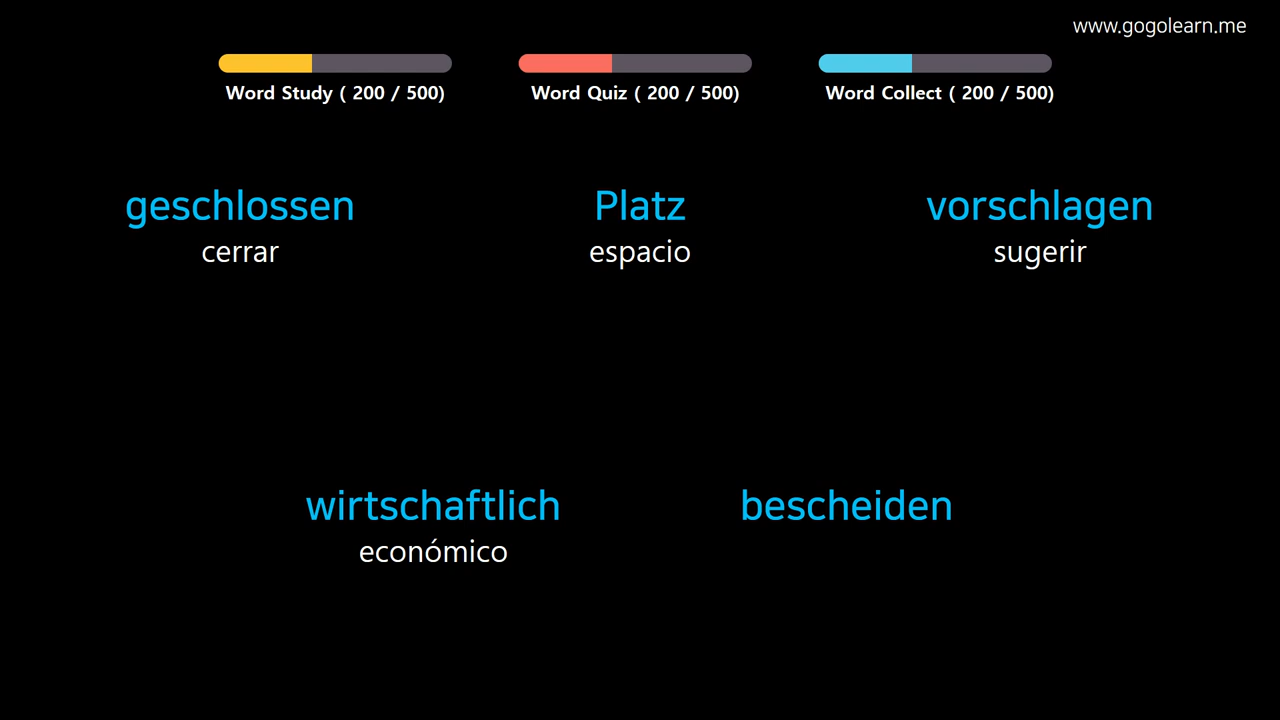 www.gogolearn.me
Word Study ( 200 / 500)
Word Quiz ( 200 / 500)
Word Collect ( 200 / 500)
geschlossen
cerrar
Platz
espacio
vorschlagen
sugerir
wirtschaftlich
económico
bescheiden